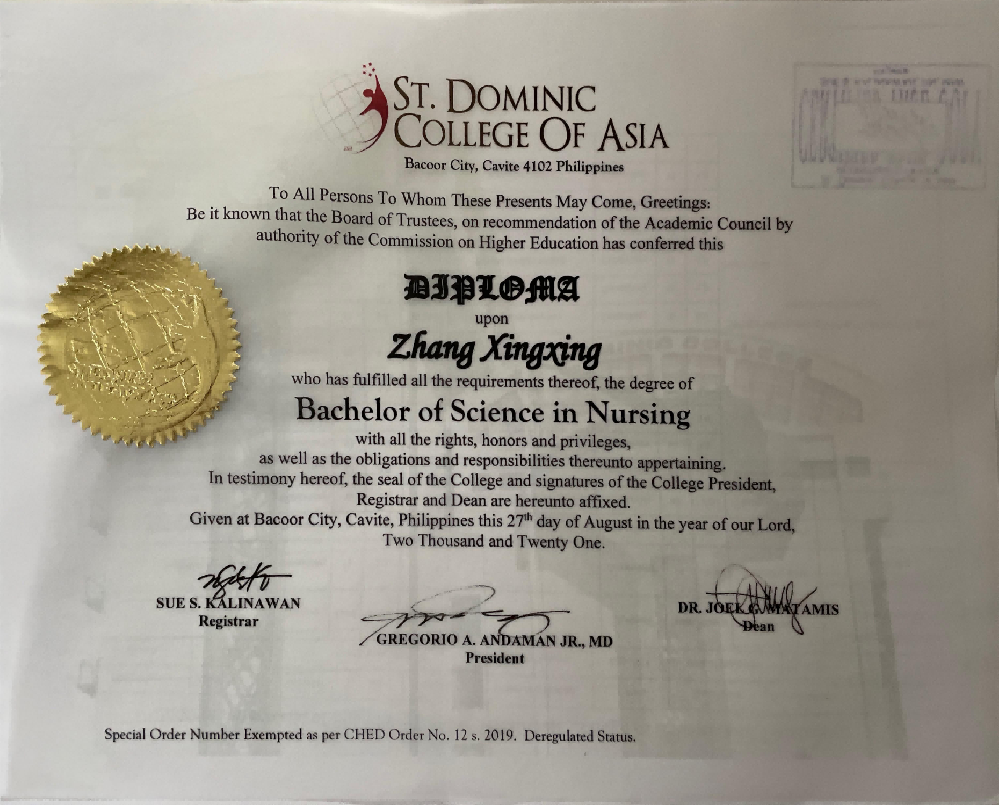 ST. DOMINIC
COLLEGE OF ASIA
Bacoor City, Cavite 4102 Philippines
To All Persons To Whom These Presents May Come, Greetings:
Be it known that the Board of Trustees, on recommendation of the Academic Council by
authority of the Commission on Higher Education has conferred this
DIPLOMA
upon
Zhang Xingxing
who has fulfilled all the requirements thereof, the degree of
Bachelor of Science in Nursing
with all the rights, honors and privileges,
as well as the obligations and responsibilities thereunto appertaining.
In testimony hereof, the seal of the College and signatures of the College President,
Registrar and Dean are hereunto affixed.
Given at Bacoor City, Cavite, Philippines this 27th day of August in the year of our Lord,
Two Thousand and Twenty One.
SUE S. KALINAWAN
Registrar
GREGORIO A. ANDAMAN JR., MD
President
DR. JOEL G. MATAMIS
Dean
Special Order Number Exempted as per CHED Order No. 12 s. 2019. Deregulated Status.